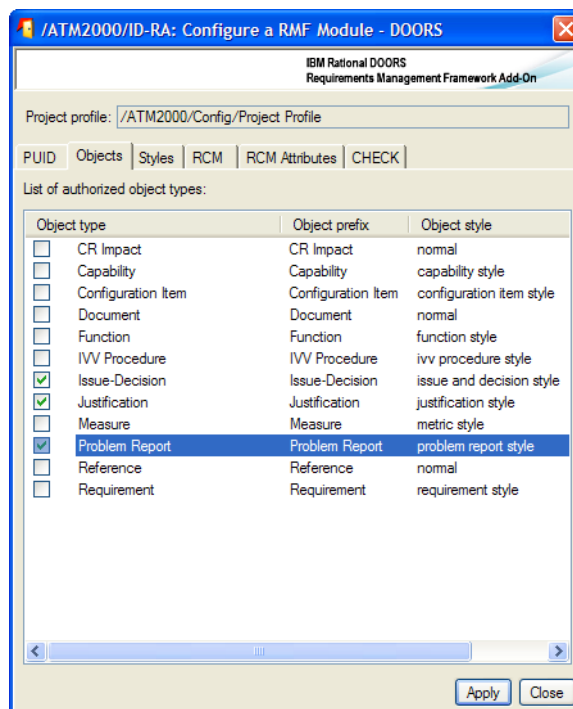 /ATM2000/ID-RA: Configure a RMF Module - DOORS
IBM Rational DOORS
Requirements Management Framework Add-On
Project profile: /ATM2000/Config/Project Profile
PUID Objects Styles RCM RCM Attributes CHECK
List of authorized object types:
Object type Object prefix Object style
CR Impact CR Impact normal
Capability Capability capability style
Configuration Item Configuration Item configuration item style
Document Document normal
Function Function function style
IVV Procedure IVV Procedure ivv procedure style
Issue-Decision Issue-Decision issue and decision style
Justification Justification justification style
Measure Measure metric style
Problem Report Problem Report problem report style
Reference Reference normal
Requirement Requirement requirement style
Apply Close